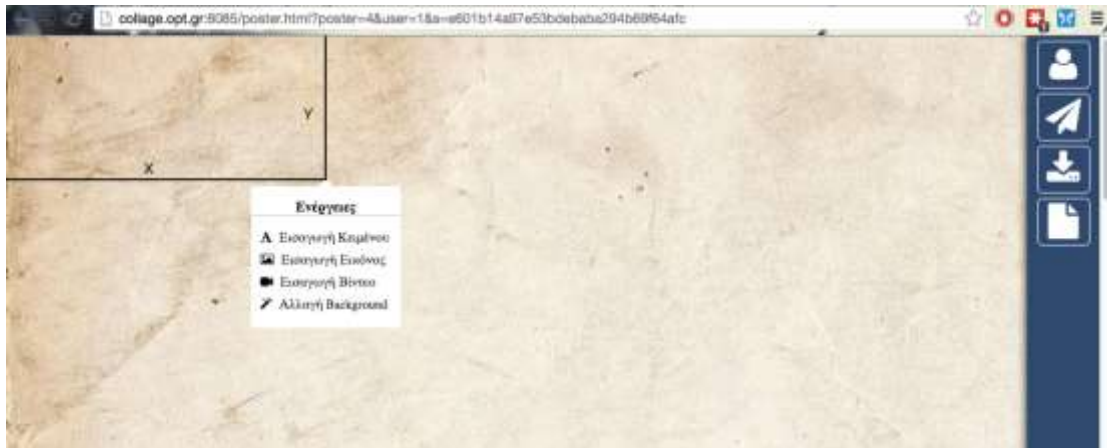 collage.opt.gr:8085/poster.html?poster=4&user=1&a=
Y
X
Ενέργειες
A Εισαγωγή Κειμένου
Εισαγωγή Εικόνας
Εισαγωγή Βίντεο
Αλλαγή Background